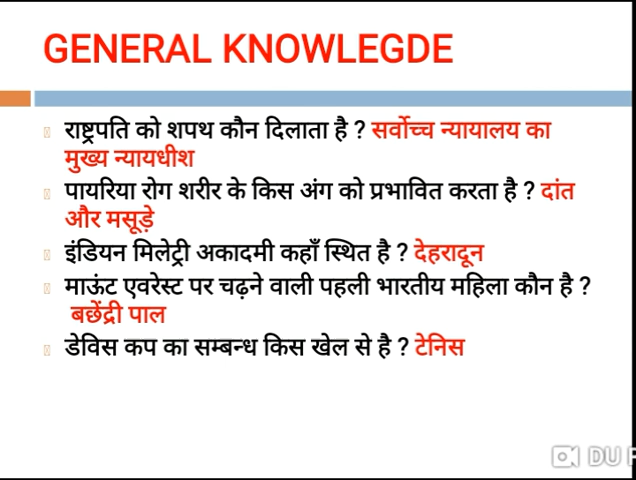 GENERAL KNOWLEGDE
राष्ट्रपति को शपथ कौन दिलाता है ? सर्वोच्च न्यायालय का
मुख्य न्यायधीश
पायरिया रोग शरीर के किस अंग को प्रभावित करता है ? दांत
और मसूड़े
इंडियन मिलेट्री अकादमी कहाँ स्थित है ? देहरादून
माऊंट एवरेस्ट पर चढ़ने वाली पहली भारतीय महिला कौन है ?
बछेंद्री पाल
डेविस कप का सम्बन्ध किस खेल से है ? टेनिस
DU